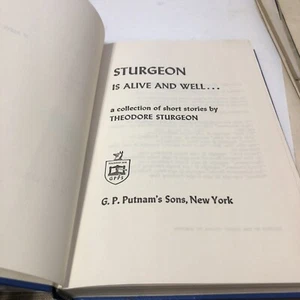 STURGEON
IS ALIVE AND WELL...
a collection of short stories by
THEODORE STURGEON
G. P. Putnam's Sons, New York